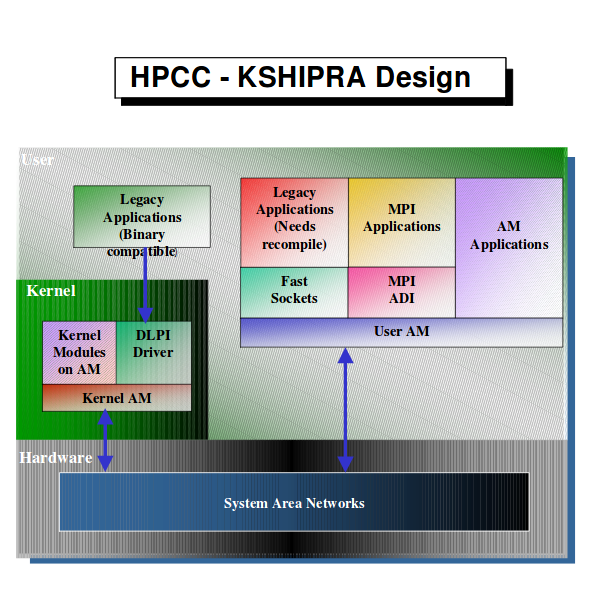 HPCC - KSHIPRA Design
User
Legacy
Applications
(Binary
compatible)
Legacy
Applications
(Needs
recompile)
MPI
Applications
AM
Applications
Fast
Sockets
MPI
ADI
User AM
Kernel
Kernel
Modules
on AM
DLPI
Driver
Kernel AM
Hardware
System Area Networks